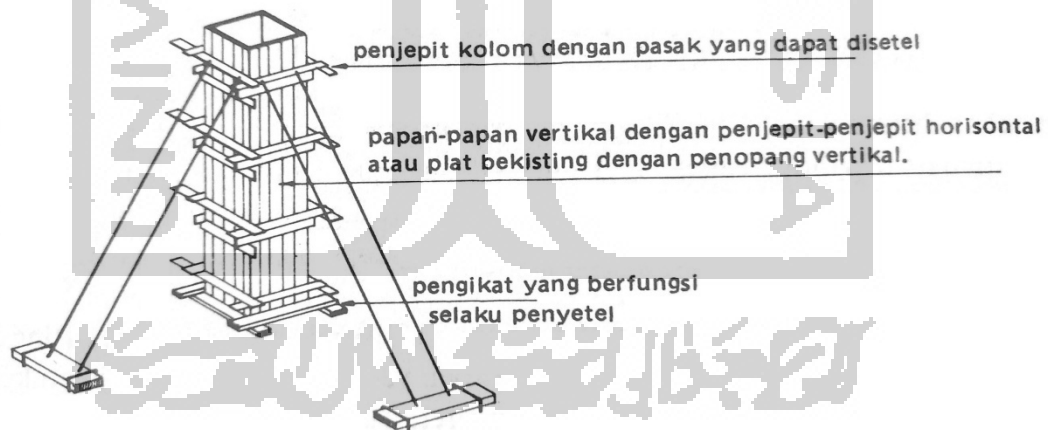 penjepit kolom dengan pasak yang dapat disetel
papan-papan vertikal dengan penjepit-penjepit horisontal
atau plat bekisting dengan penopang vertikal.
pengikat yang berfungsi
selaku penyetel